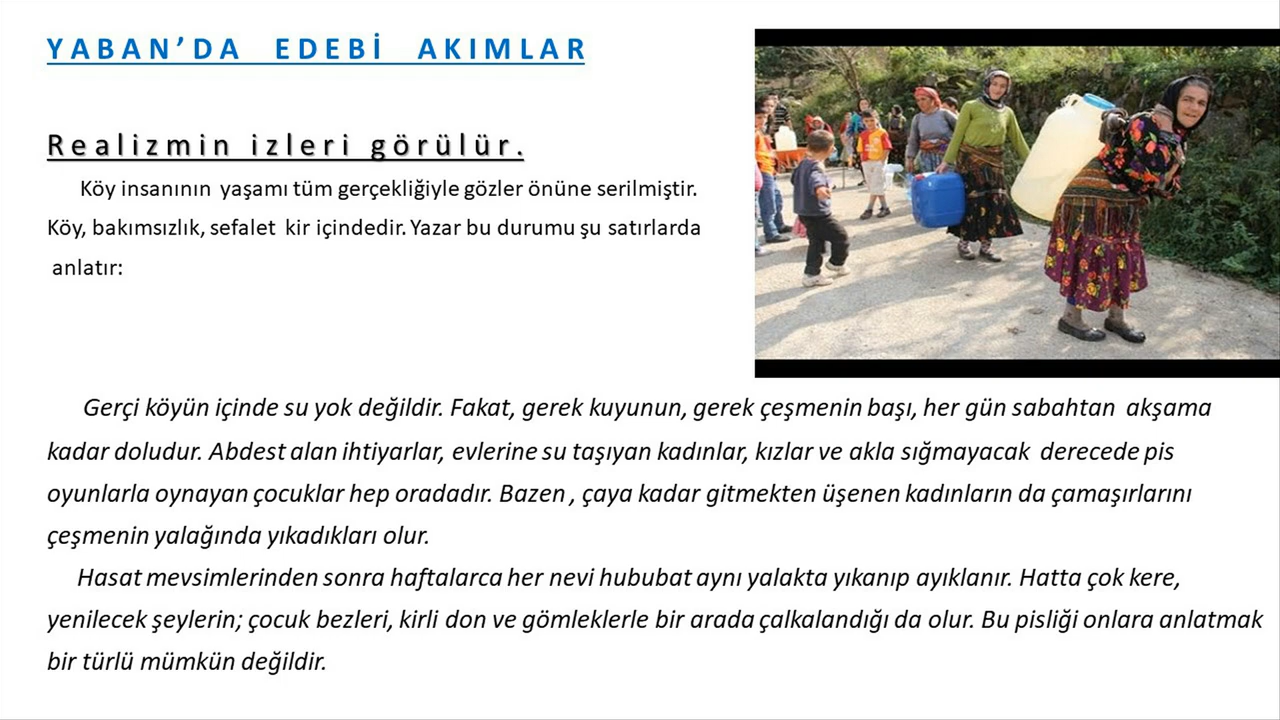 YABAN’DA EDEBİ AKIMLAR
Realizmin izleri görülür.
Köy insanının yaşamı tüm gerçekliğiyle gözler önüne serilmiştir.
Köy, bakımsızlık, sefalet kir içindedir. Yazar bu durumu şu satırlarda
anlatır:
Gerçi köyün içinde su yok değildir. Fakat, gerek kuyunun, gerek çeşmenin başı, her gün sabahtan akşama
kadar doludur. Abdest alan ihtiyarlar, evlerine su taşıyan kadınlar, kızlar ve akla sığmayacak derecede pis
oyunlarla oynayan çocuklar hep oradadır. Bazen , çaya kadar gitmekten üşenen kadınların da çamaşırlarını
çeşmenin yalağında yıkadıkları olur.
Hasat mevsimlerinden sonra haftalarca her nevi hububat aynı yalakta yıkanıp ayıklanır. Hatta çok kere,
yenilecek şeylerin; çocuk bezleri, kirli don ve gömleklerle bir arada çalkalandığı da olur. Bu pisliği onlara anlatmak
bir türlü mümkün değildir.